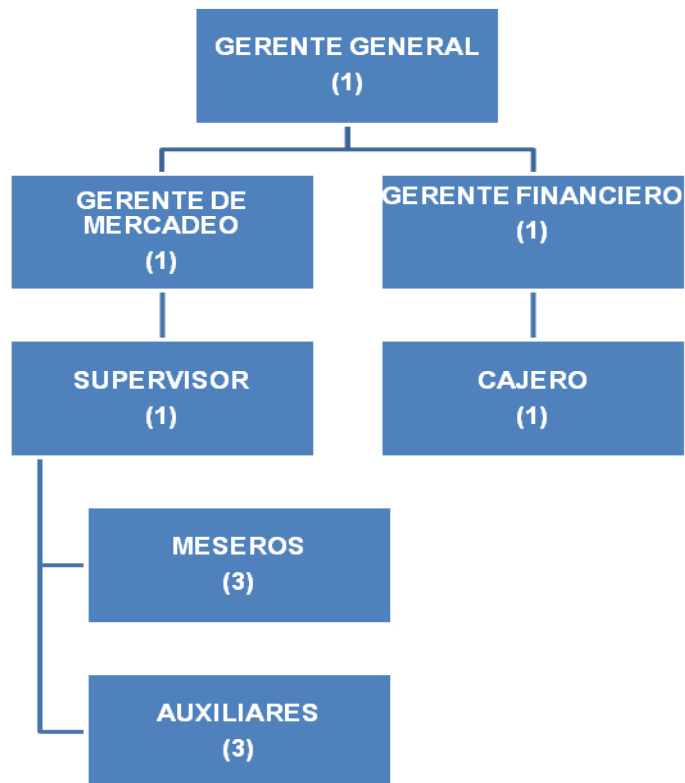 GERENTE GENERAL
(1)
GERENTE DE
MERCADEO
(1)
GERENTE FINANCIERO
(1)
SUPERVISOR
(1)
CAJERO
(1)
MESEROS
(3)
AUXILIARES
(3)